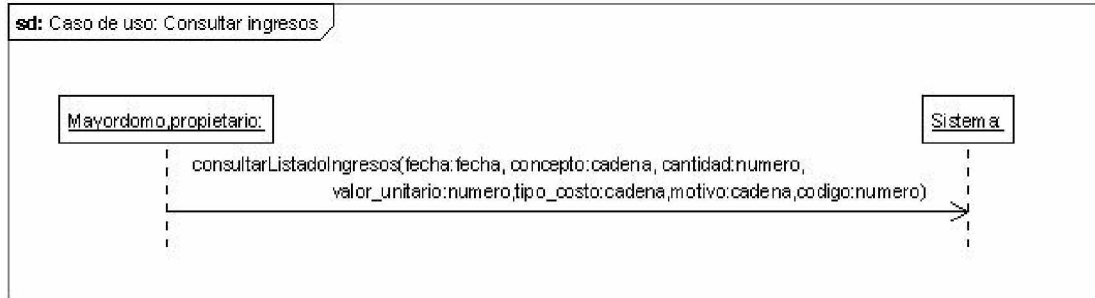 sd: Caso de uso: Consultar ingresos
Mayordomo,propietario:
Sistema:
consultarListadoIngresos(fecha:fecha, concepto:cadena, cantidad:numero,
valor_unitario:numero,tipo_costo:cadena,motivo:cadena,codigo:numero)